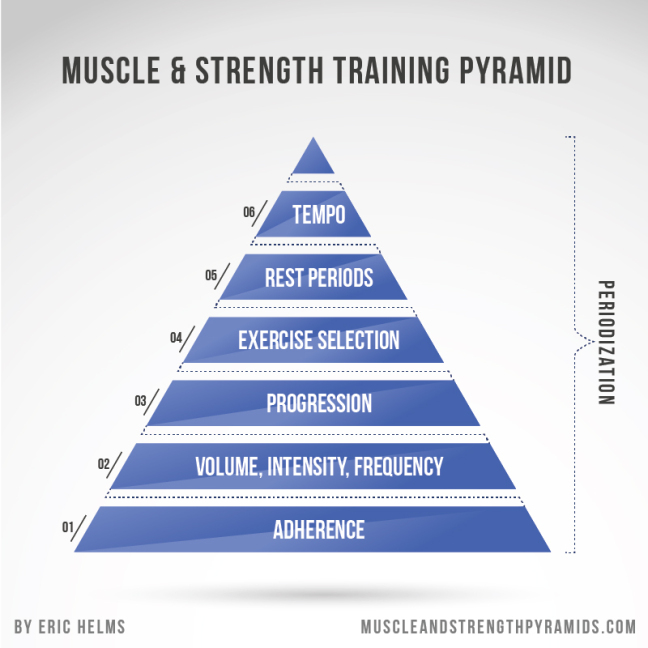 MUSCLE & STRENGTH TRAINING PYRAMID
06 TEMPO
05 REST PERIODS
04 EXERCISE SELECTION
03 PROGRESSION
02 VOLUME, INTENSITY, FREQUENCY
01 ADHERENCE
PERIODIZATION
BY ERIC HELMS
MUSCLEANDSTRENGTHPYRAMIDS.COM